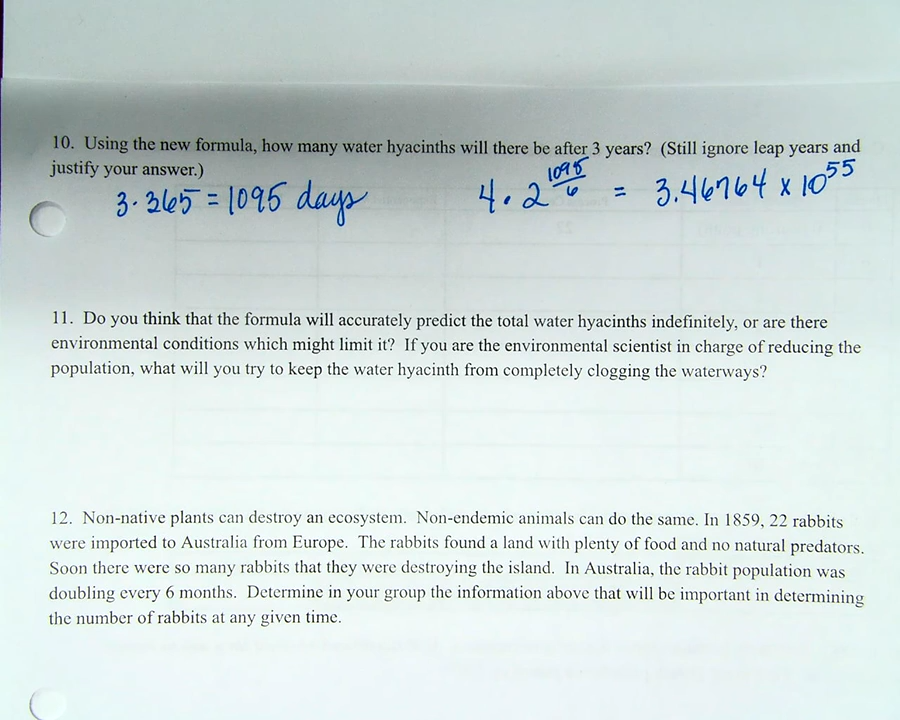 10. Using the new formula, how many water hyacinths will there be after 3 years? (Still ignore leap years and
justify your answer.)
3·365 = 1095 days 4·2^(1095/6) = 3.46764 x 10^55
11. Do you think that the formula will accurately predict the total water hyacinths indefinitely, or are there
environmental conditions which might limit it? If you are the environmental scientist in charge of reducing the
population, what will you try to keep the water hyacinth from completely clogging the waterways?
12. Non-native plants can destroy an ecosystem. Non-endemic animals can do the same. In 1859, 22 rabbits
were imported to Australia from Europe. The rabbits found a land with plenty of food and no natural predators.
Soon there were so many rabbits that they were destroying the island. In Australia, the rabbit population was
doubling every 6 months. Determine in your group the information above that will be important in determining
the number of rabbits at any given time.